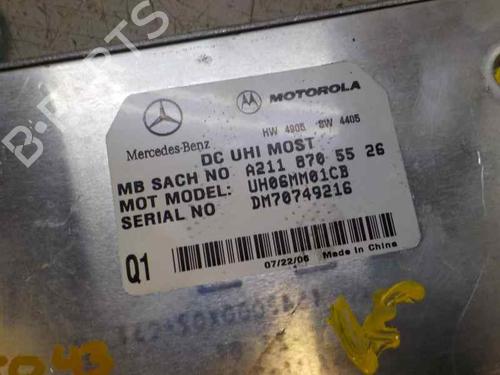 B-PARTS
MOTOROLA
Mercedes-Benz
HW 4905 SW 4405
DC UHI MOST
MB SACH NO A211 870 55 26
MOT MODEL: UH06MM01CB
SERIAL NO DM70749216
Q1
07/22/06 Made in China